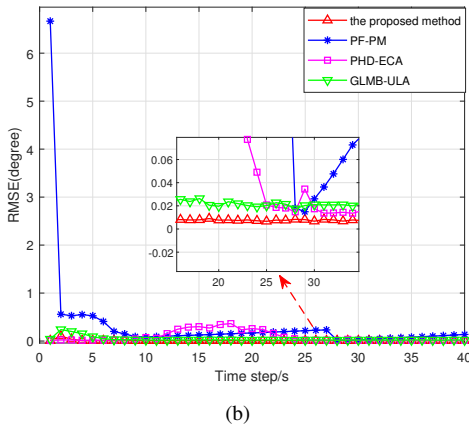 the proposed method
PF-PM
PHD-ECA
GLMB-ULA
RMSE(degree)
6
5
4
3
2
1
0
0.06
0.04
0.02
0
-0.02
20 25 30
0 5 10 15 20 25 30 35 40
Time step/s
(b)